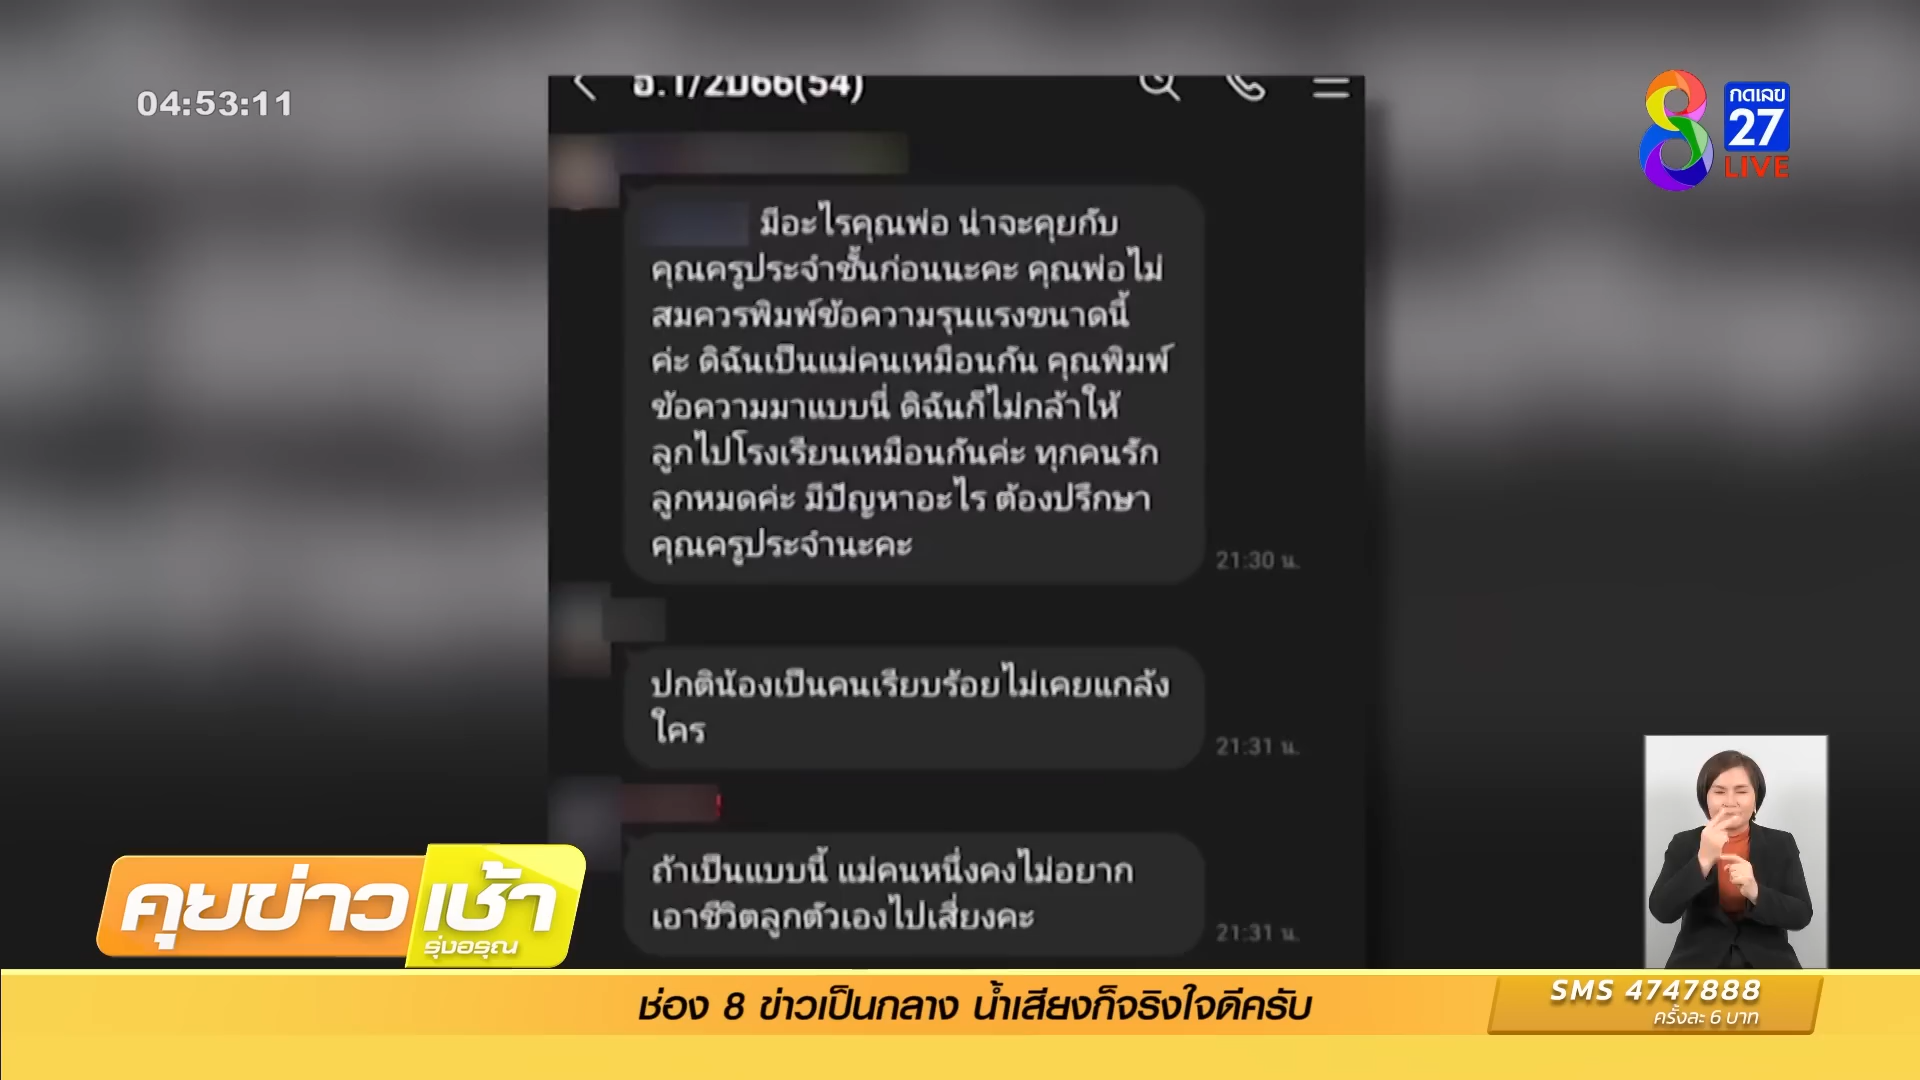 04:53:11
อ.1/2ปี66(54)
กดเลข
27
LIVE
มีอะไรคุณพ่อ น่าจะคุยกับ
คุณครูประจำชั้นก่อนนะคะ คุณพ่อไม่
สมควรพิมพ์ข้อความรุนแรงขนาดนี้
ค่ะ ดิฉันเป็นแม่คนเหมือนกัน คุณพิมพ์
ข้อความมาแบบนี่ ดิฉันก็ไม่กล้าให้
ลูกไปโรงเรียนเหมือนกันค่ะ ทุกคนรัก
ลูกหมดค่ะ มีปัญหาอะไร ต้องปรึกษา
คุณครูประจำนะคะ
21:30 น.
ปกติน้องเป็นคนเรียบร้อยไม่เคยแกล้ง
ใคร
21:31 น.
ถ้าเป็นแบบนี้ แม่คนหนึ่งคงไม่อยาก
เอาชีวิตลูกตัวเองไปเสี่ยงคะ
21:31 น.
คุยข่าวเช้า
รุ่งอรุณ
ช่อง 8 ข่าวเป็นกลาง น้ำเสียงก็จริงใจดีครับ
SMS 4747888
ครั้งละ 6 บาท